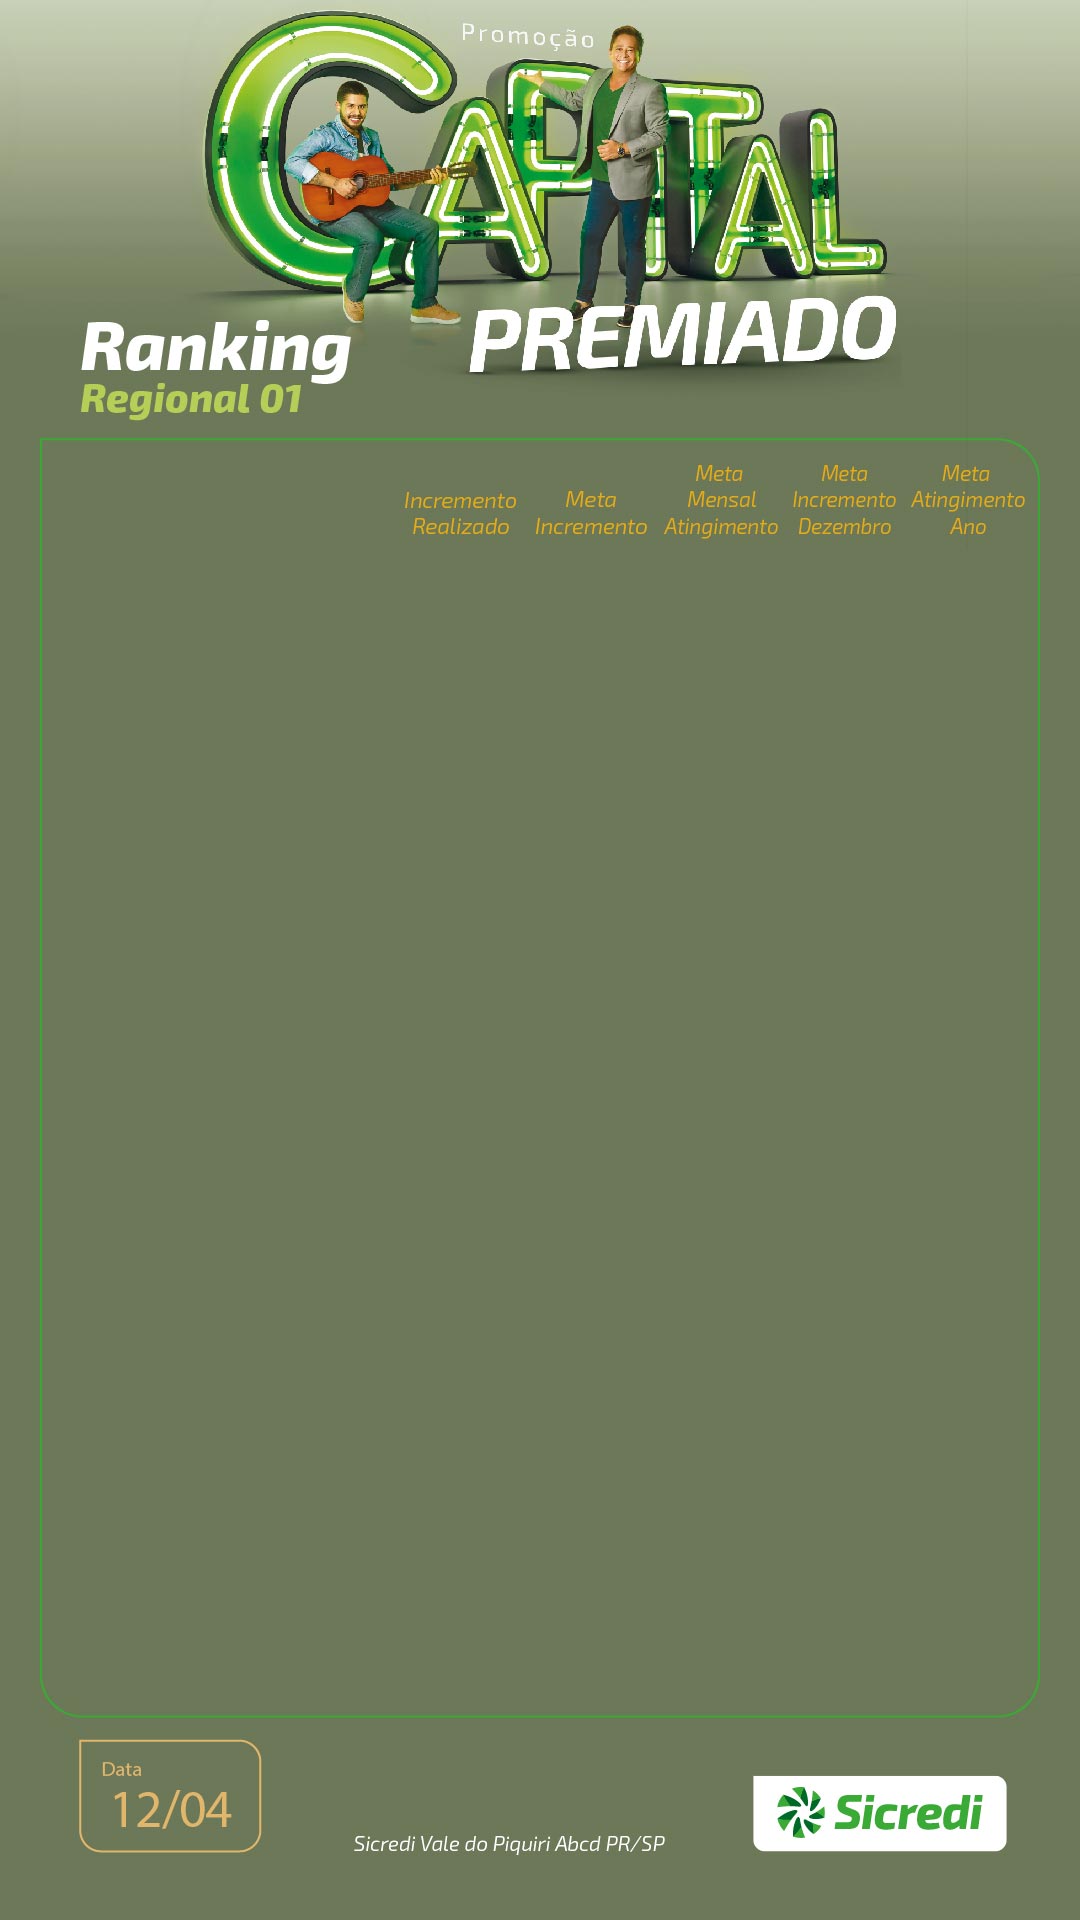 Promoção
CAPITAL
PREMIADO
Ranking
Regional 01
Incremento
Realizado
Meta
Incremento
Meta
Mensal
Atingimento
Meta
Incremento
Dezembro
Meta
Atingimento
Ano
Data
12/04
Sicredi Vale do Piquiri Abcd PR/SP
Sicredi